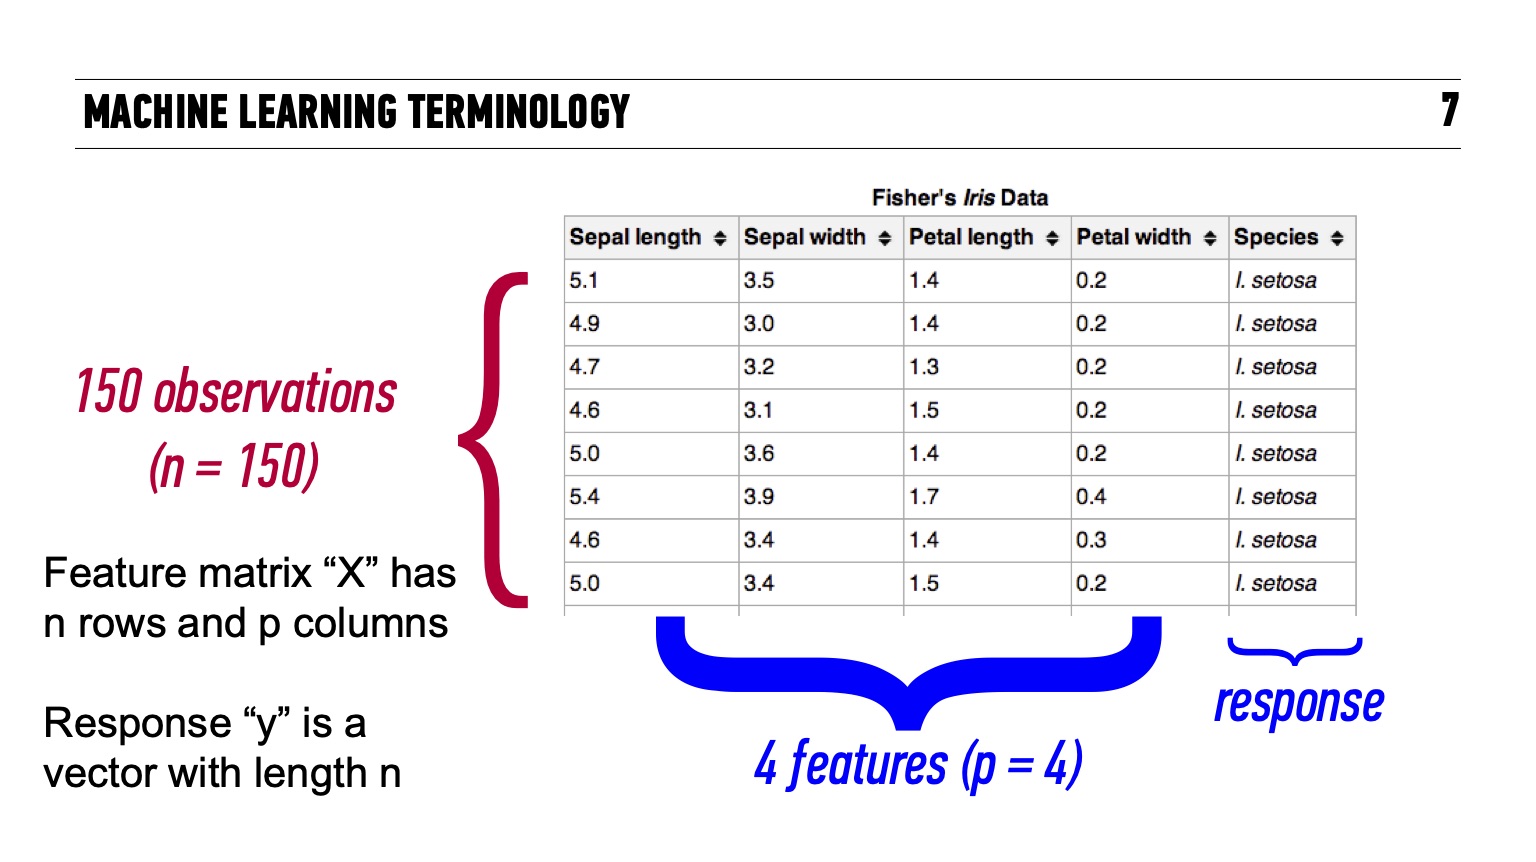 MACHINE LEARNING TERMINOLOGY 7
Fisher's Iris Data
Sepal length Sepal width Petal length Petal width Species
5.1 3.5 1.4 0.2 I. setosa
4.9 3.0 1.4 0.2 I. setosa
4.7 3.2 1.3 0.2 I. setosa
4.6 3.1 1.5 0.2 I. setosa
5.0 3.6 1.4 0.2 I. setosa
5.4 3.9 1.7 0.4 I. setosa
4.6 3.4 1.4 0.3 I. setosa
5.0 3.4 1.5 0.2 I. setosa
150 observations
(n = 150)
Feature matrix “X” has
n rows and p columns
Response “y” is a
vector with length n
4 features (p = 4)
response